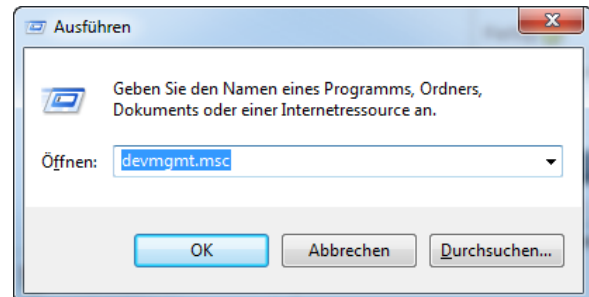 Ausführen
Geben Sie den Namen eines Programms, Ordners,
Dokuments oder einer Internetressource an.
Öffnen: devmgmt.msc
OK Abbrechen Durchsuchen...